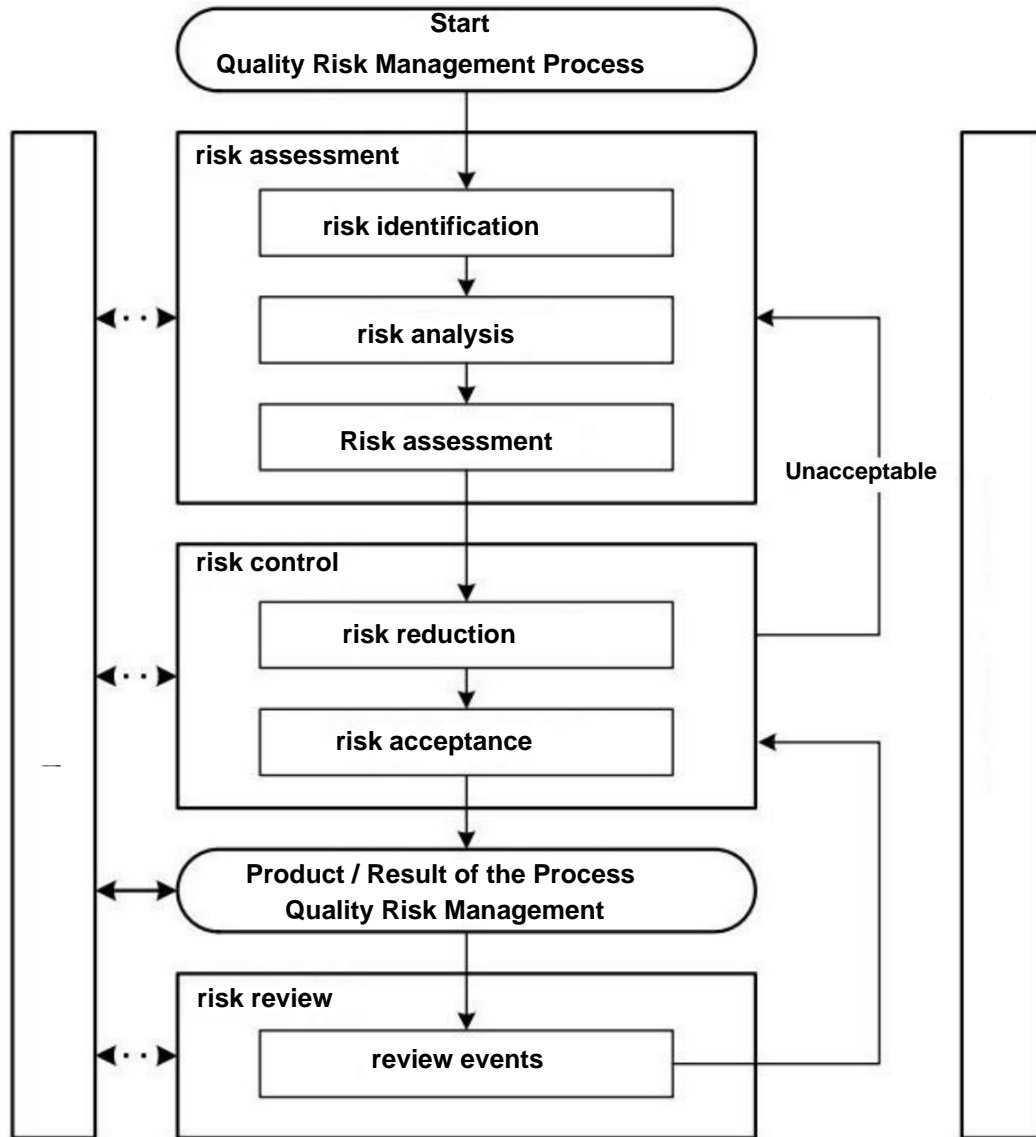 Start
Quality Risk Management Process
risk assessment
risk identification
risk analysis
Risk assessment
Unacceptable
risk control
risk reduction
risk acceptance
Product / Result of the Process
Quality Risk Management
risk review
review events